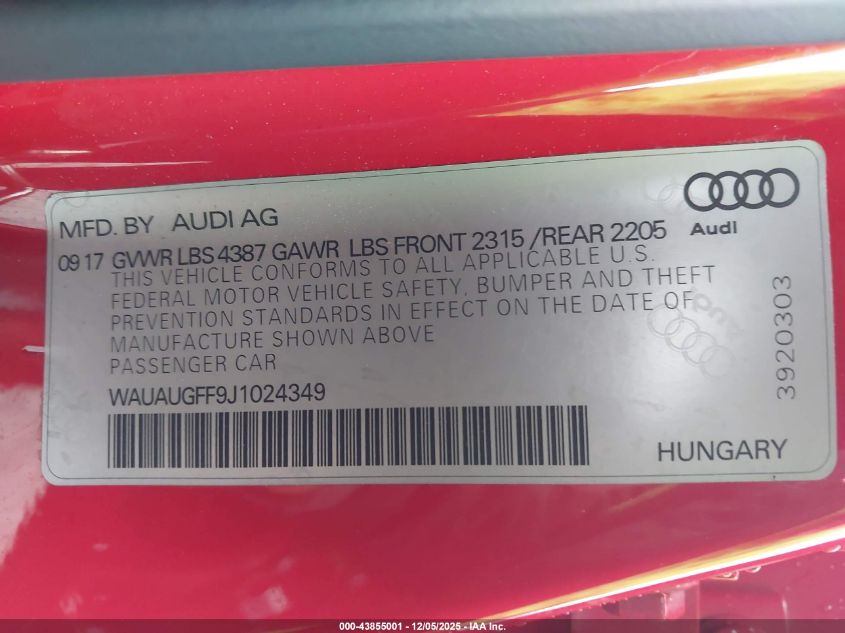 MFD. BY AUDI AG
Audi
09 17 GVWR LBS 4387 GAWR LBS FRONT 2315 /REAR 2205
THIS VEHICLE CONFORMS TO ALL APPLICABLE U.S.
FEDERAL MOTOR VEHICLE SAFETY, BUMPER AND THEFT
PREVENTION STANDARDS IN EFFECT ON THE DATE OF
MANUFACTURE SHOWN ABOVE
PASSENGER CAR
WAUAUGFF9J1024349
HUNGARY
3920303
Audi
000-43855001 - 12/05/2025 - IAA Inc.